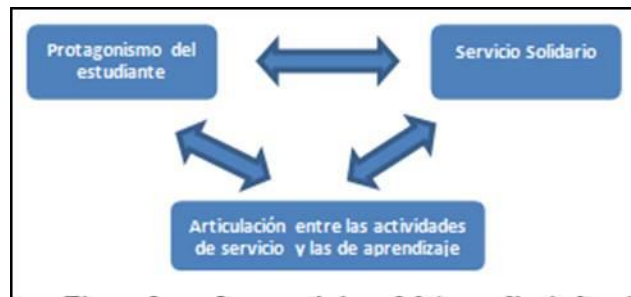 Protagonismo del
estudiante
Servicio Solidario
Articulación entre las actividades
de servicio y las de aprendizaje